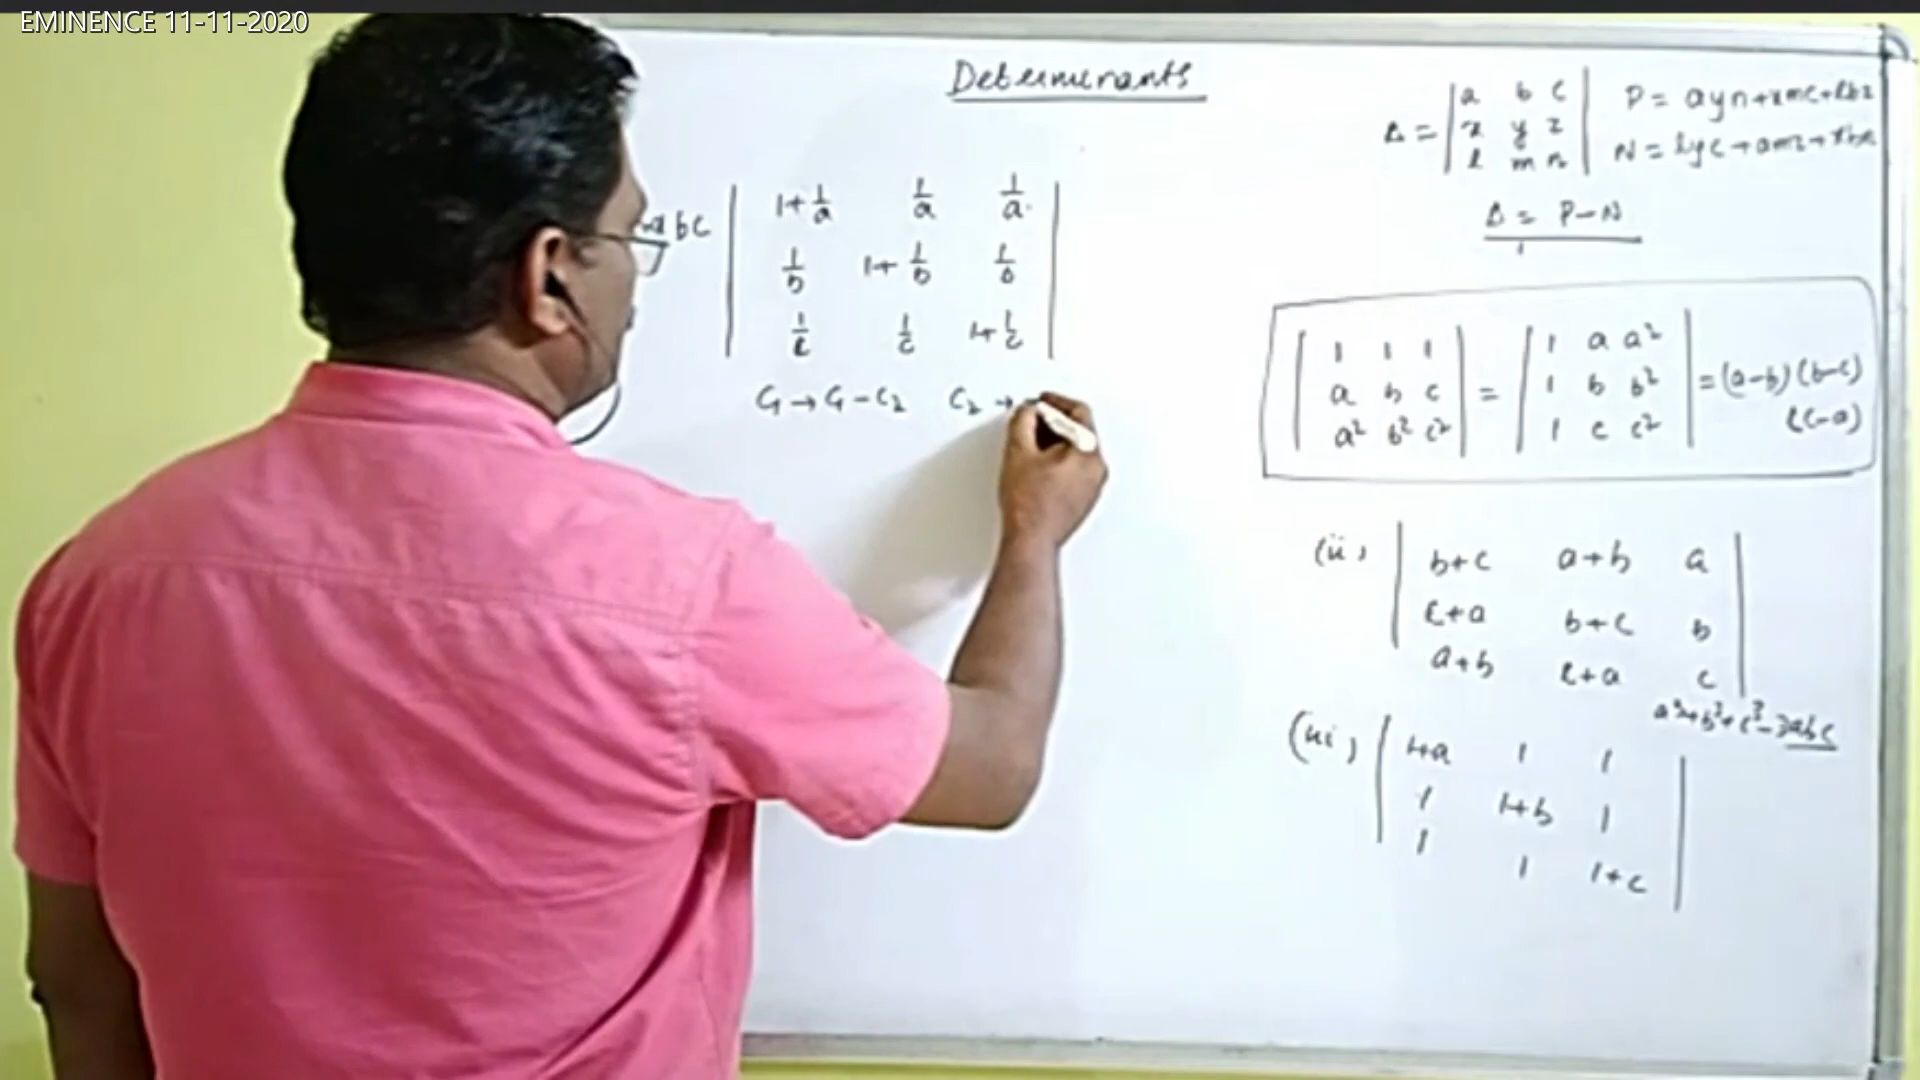 EMINENCE 11-11-2020
Determinants
abc | 1+1/a 1/a 1/a |
| 1/b 1+1/b 1/b |
| 1/c 1/c 1+1/c |
C₁ → C₁ - C₂ C₂ →
Δ = | a b c |
| x y z |
| l m n |
P = ayn+xmc+lbz
N = lyc+amz+xbn
Δ = P-N
| 1 1 1 |
| a b c |
| a² b² c² |
= | 1 a a² |
| 1 b b² |
| 1 c c² |
= (a-b) (b-c)
(c-a)
(ii) | b+c a+b a |
| c+a b+c b |
| a+b c+a c |
a³+b³+c³-3abc
(iii) | 1+a 1 1 |
| 1 1+b 1 |
| 1 1 1+c |